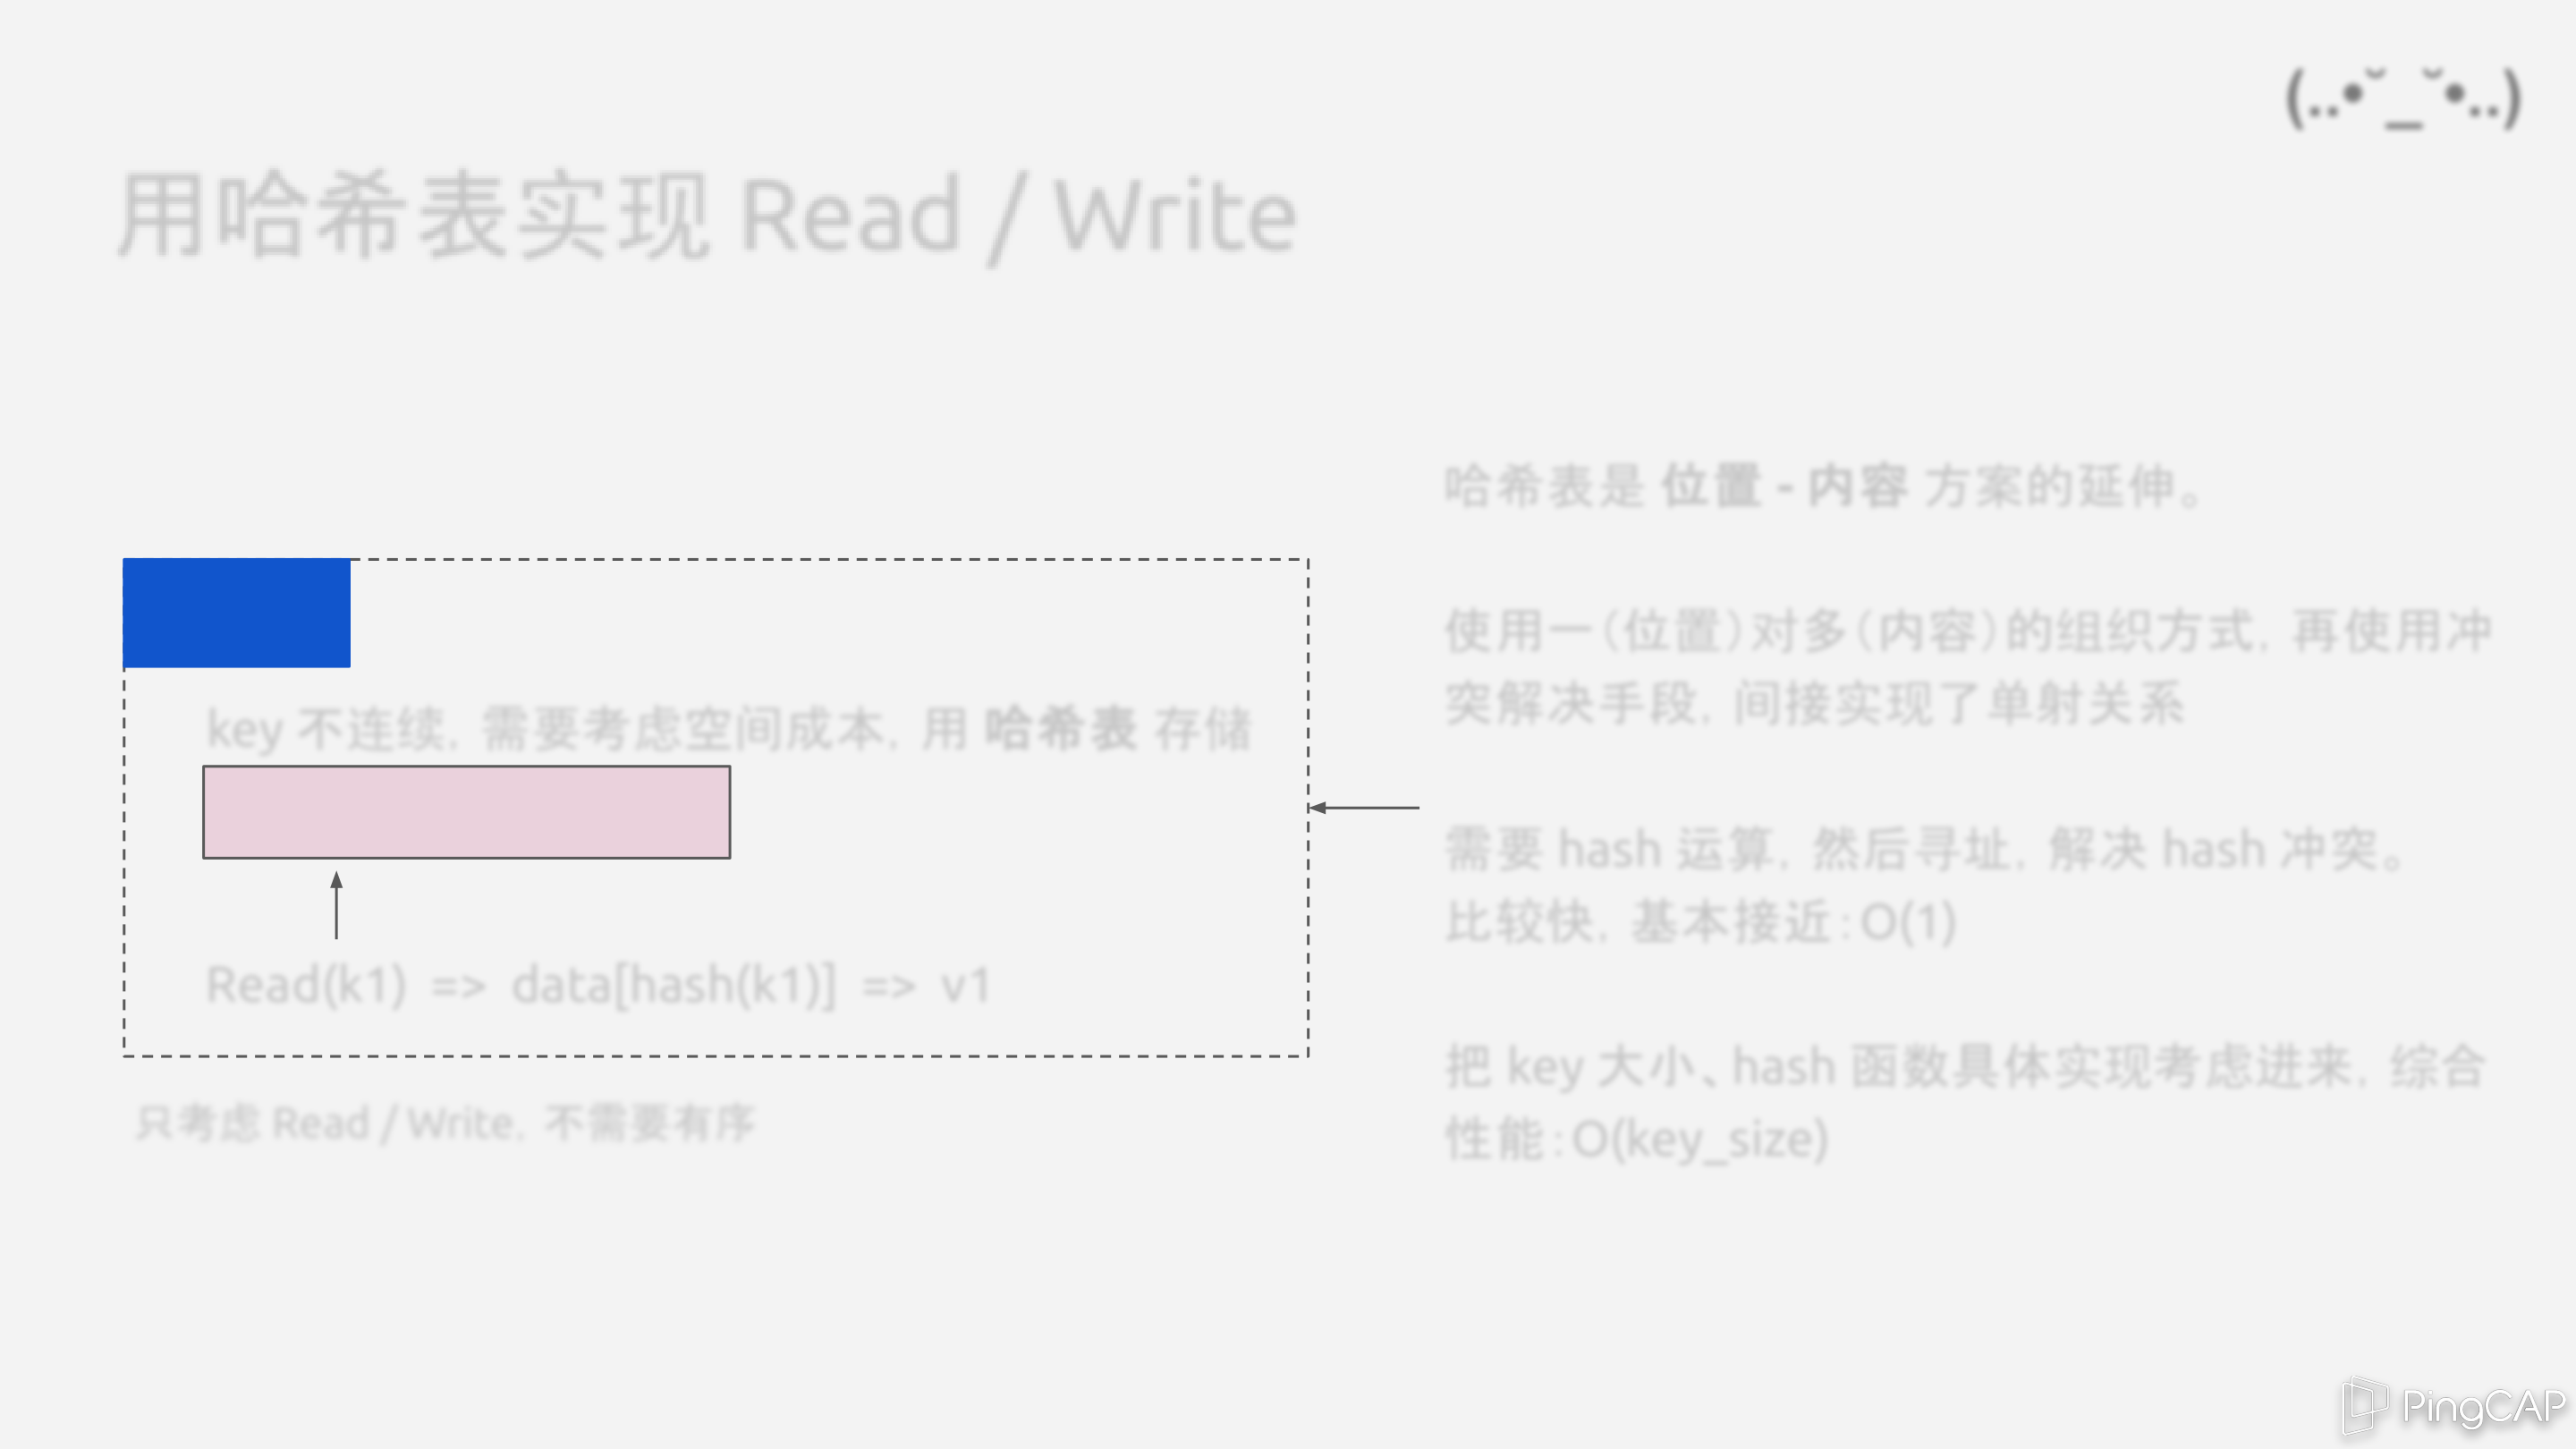 (..•˘_˘•..)
用哈希表实现 Read / Write
key 不连续，需要考虑空间成本，用 哈希表 存储
Read(k1) => data[hash(k1)] => v1
只考虑 Read / Write，不需要有序
哈希表是 位置 - 内容 方案的延伸。
使用一（位置）对多（内容）的组织方式，再使用冲
突解决手段，间接实现了单射关系
需要 hash 运算，然后寻址，解决 hash 冲突。
比较快，基本接近：O(1)
把 key 大小、hash 函数具体实现考虑进来，综合
性能：O(key_size)
PingCAP